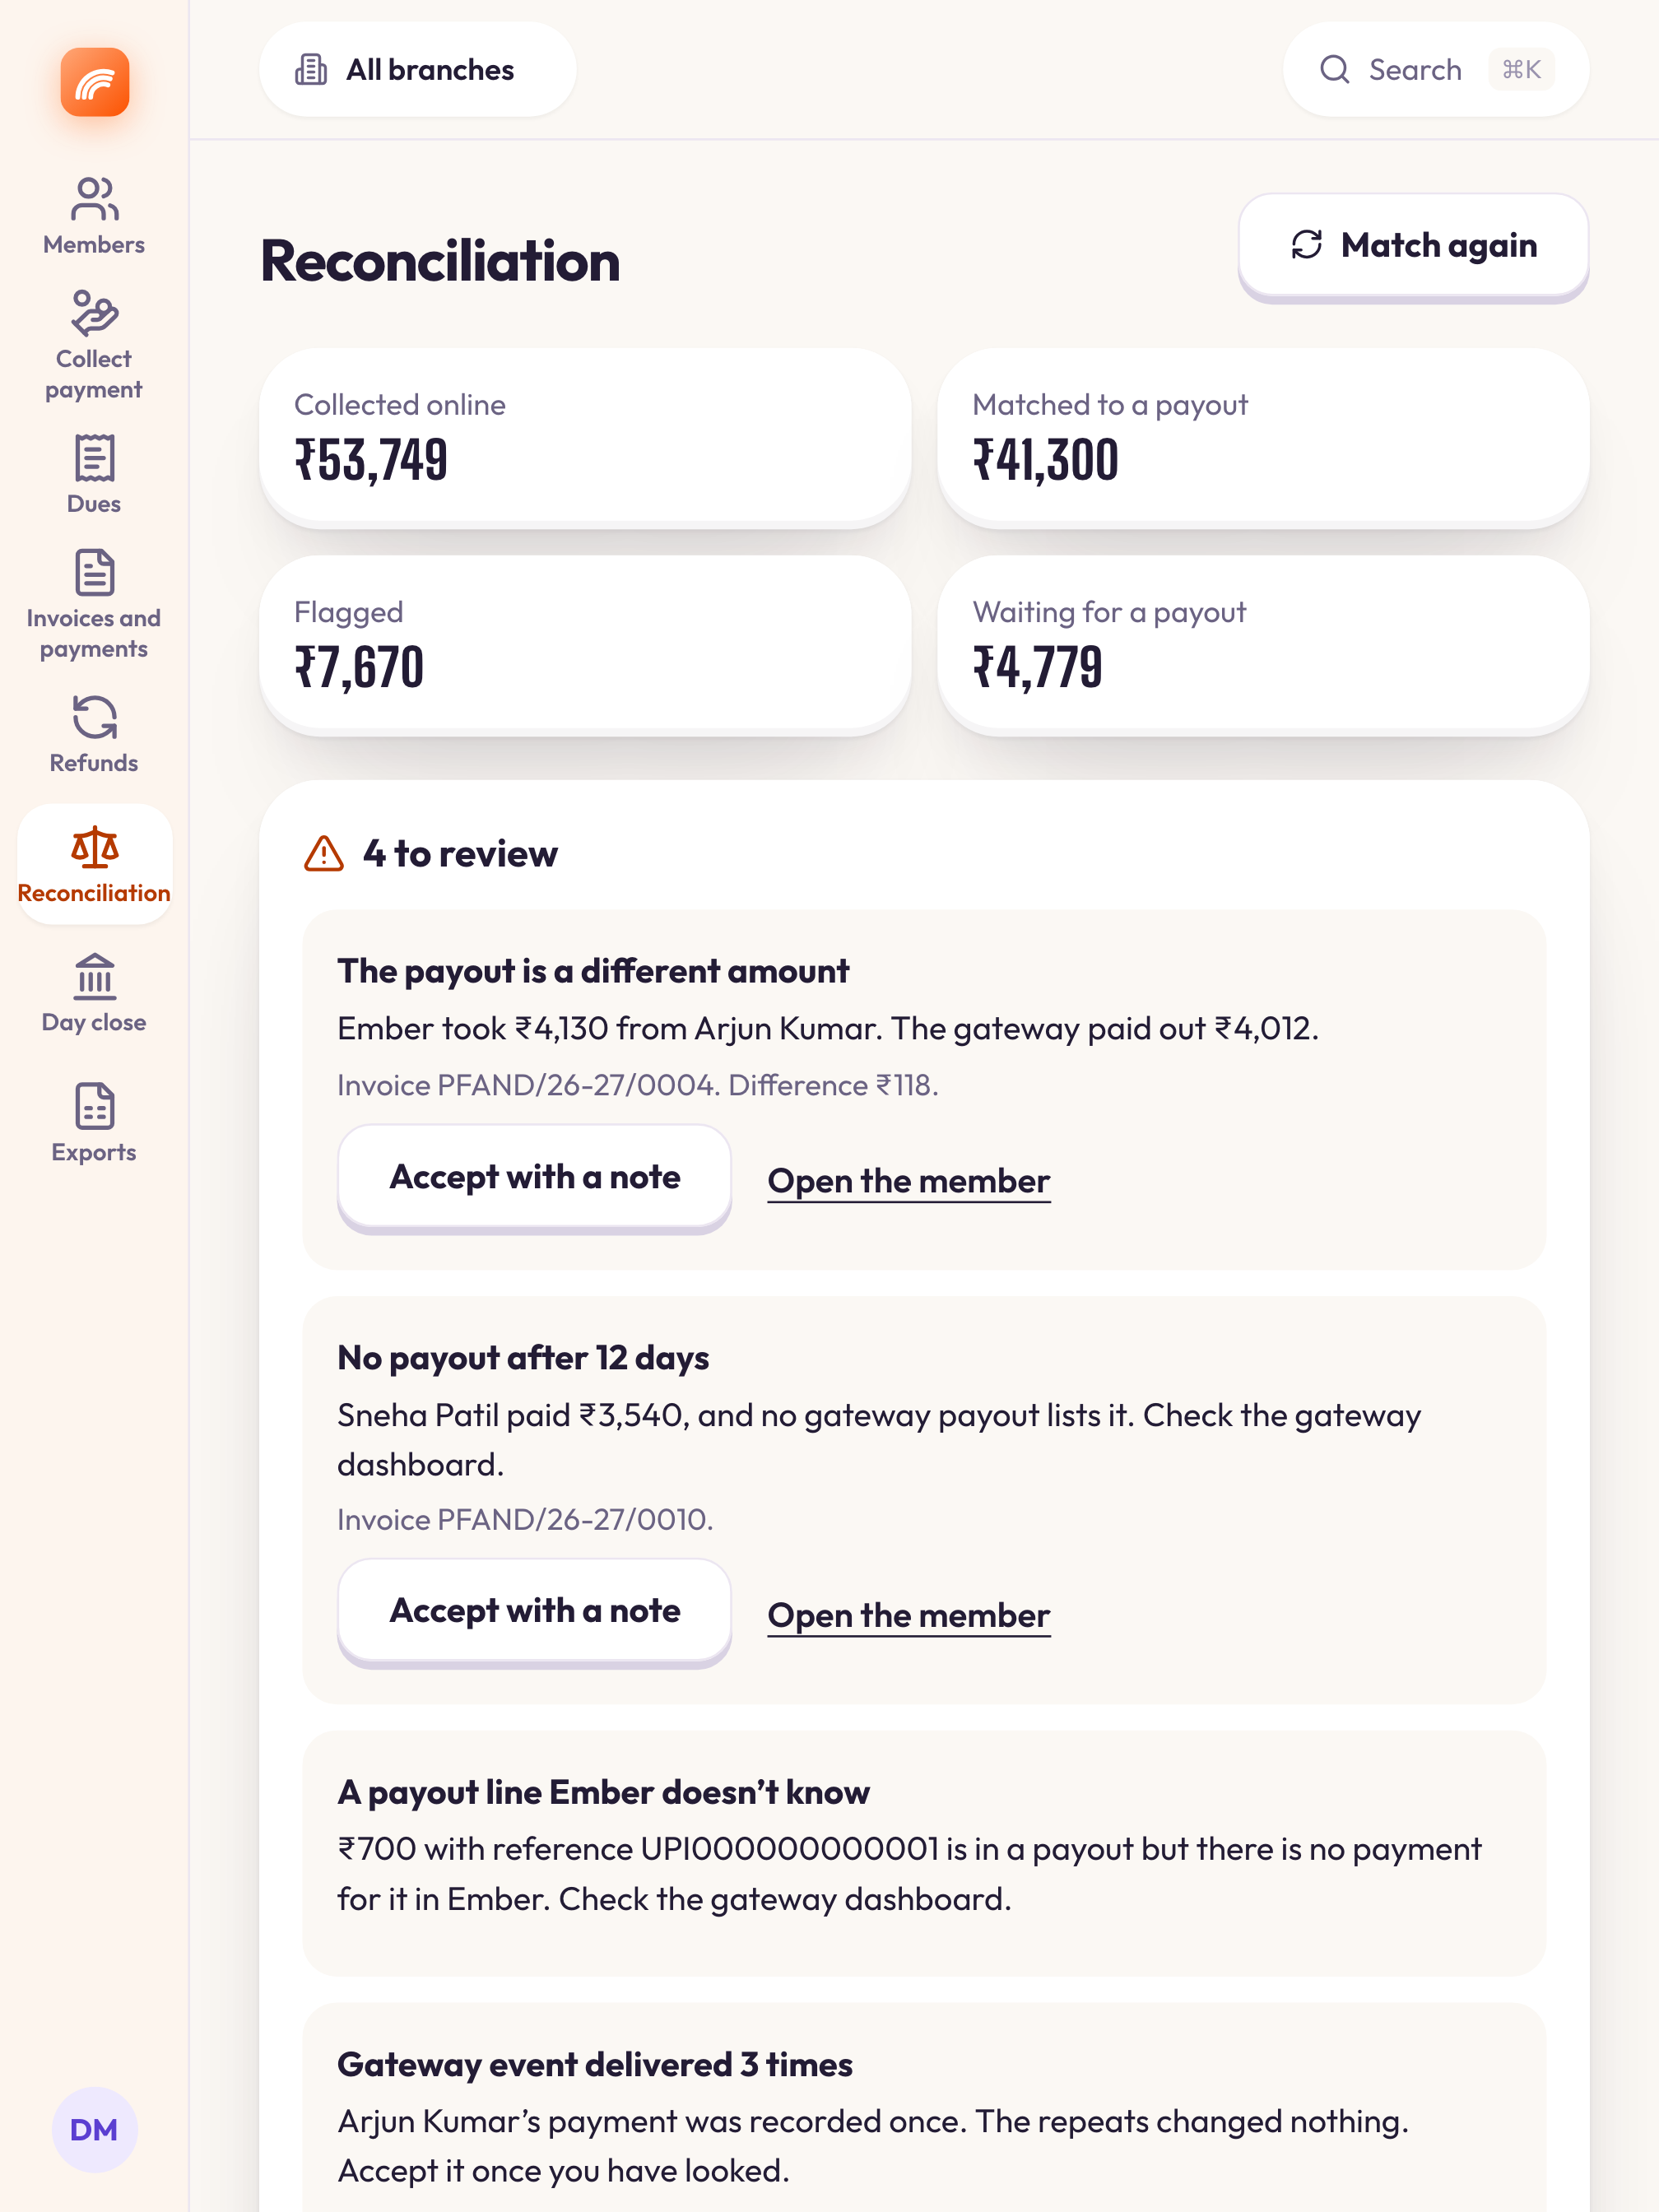 All branches
Search ⌘K
Members
Collect
payment
Dues
Invoices and
payments
Refunds
Reconciliation
Day close
Exports
DM
Reconciliation
Match again
Collected online
₹53,749
Matched to a payout
₹41,300
Flagged
₹7,670
Waiting for a payout
₹4,779
4 to review
The payout is a different amount
Ember took ₹4,130 from Arjun Kumar. The gateway paid out ₹4,012.
Invoice PFAND/26-27/0004. Difference ₹118.
Accept with a note
Open the member
No payout after 12 days
Sneha Patil paid ₹3,540, and no gateway payout lists it. Check the gateway
dashboard.
Invoice PFAND/26-27/0010.
Accept with a note
Open the member
A payout line Ember doesn’t know
₹700 with reference UPI000000000001 is in a payout but there is no payment
for it in Ember. Check the gateway dashboard.
Gateway event delivered 3 times
Arjun Kumar’s payment was recorded once. The repeats changed nothing.
Accept it once you have looked.